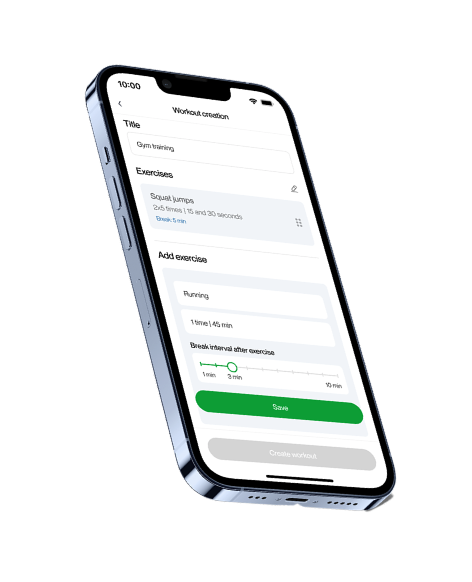 10:00
Workout creation
Title
Gym training
Exercises
Squat jumps
2x5 times | 15 and 30 seconds
Break 5 min
Add exercise
Running
1 time | 45 min
Break interval after exercise
1 min 3 min 10 min
Save
Create workout